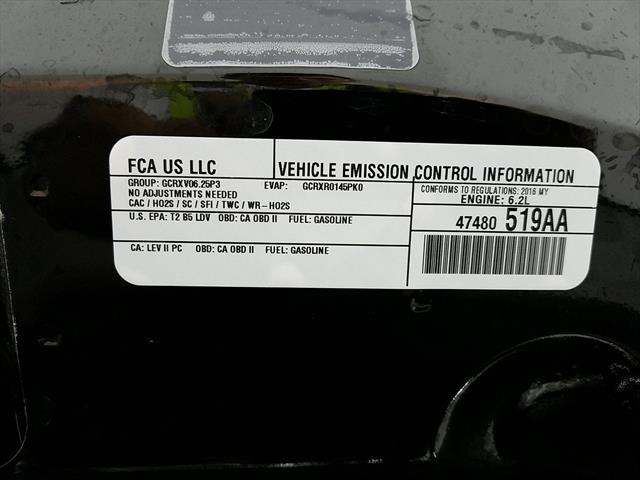 FCA US LLC
VEHICLE EMISSION CONTROL INFORMATION
GROUP: GCRXV06.25P3 EVAP: GCRXR0145PK0
NO ADJUSTMENTS NEEDED
CAC / HO2S / SC / SFI / TWC / WR-HO2S
CONFORMS TO REGULATIONS: 2016 MY
ENGINE: 6.2L
U.S. EPA: T2 B5 LDV OBD: CA OBD II FUEL: GASOLINE
47480 519AA
CA: LEV II PC OBD: CA OBD II FUEL: GASOLINE